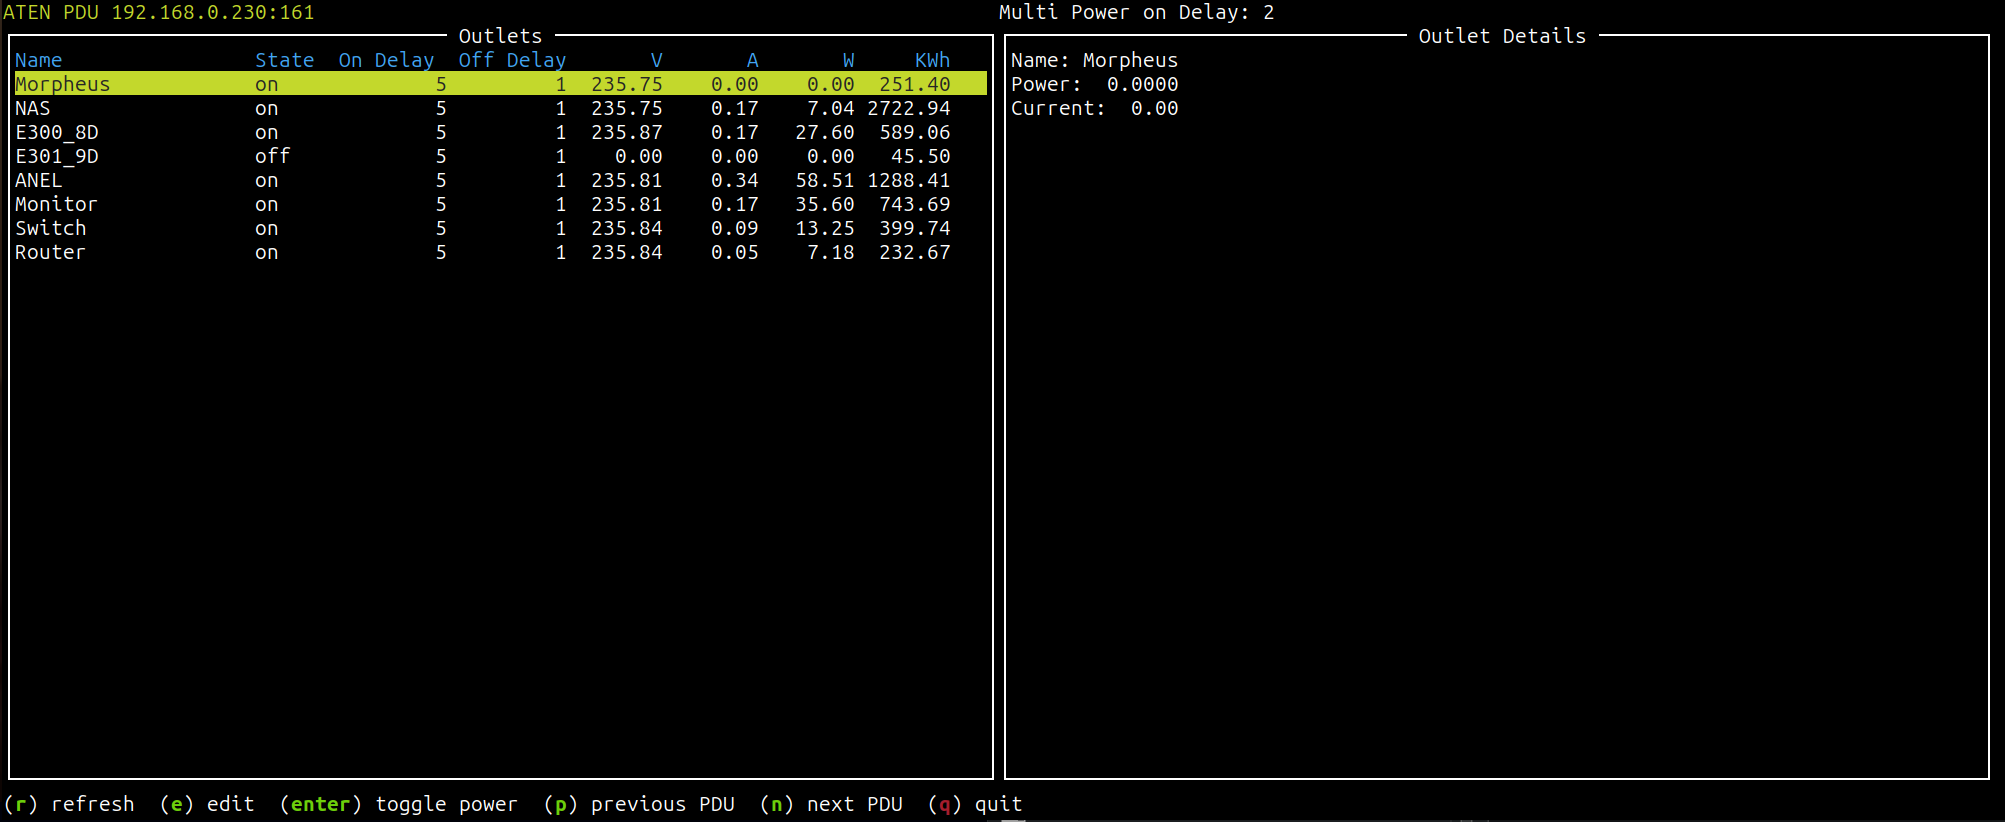 ATEN PDU 192.168.0.230:161 Multi Power on Delay: 2
Outlets
Name State On Delay Off Delay V A W KWh
Morpheus on 5 1 235.75 0.00 0.00 251.40
NAS on 5 1 235.75 0.17 7.04 2722.94
E300_8D on 5 1 235.87 0.17 27.60 589.06
E301_9D off 5 1 0.00 0.00 0.00 45.50
ANEL on 5 1 235.81 0.34 58.51 1288.41
Monitor on 5 1 235.81 0.17 35.60 743.69
Switch on 5 1 235.84 0.09 13.25 399.74
Router on 5 1 235.84 0.05 7.18 232.67
Outlet Details
Name: Morpheus
Power: 0.0000
Current: 0.00
(r) refresh (e) edit (enter) toggle power (p) previous PDU (n) next PDU (q) quit